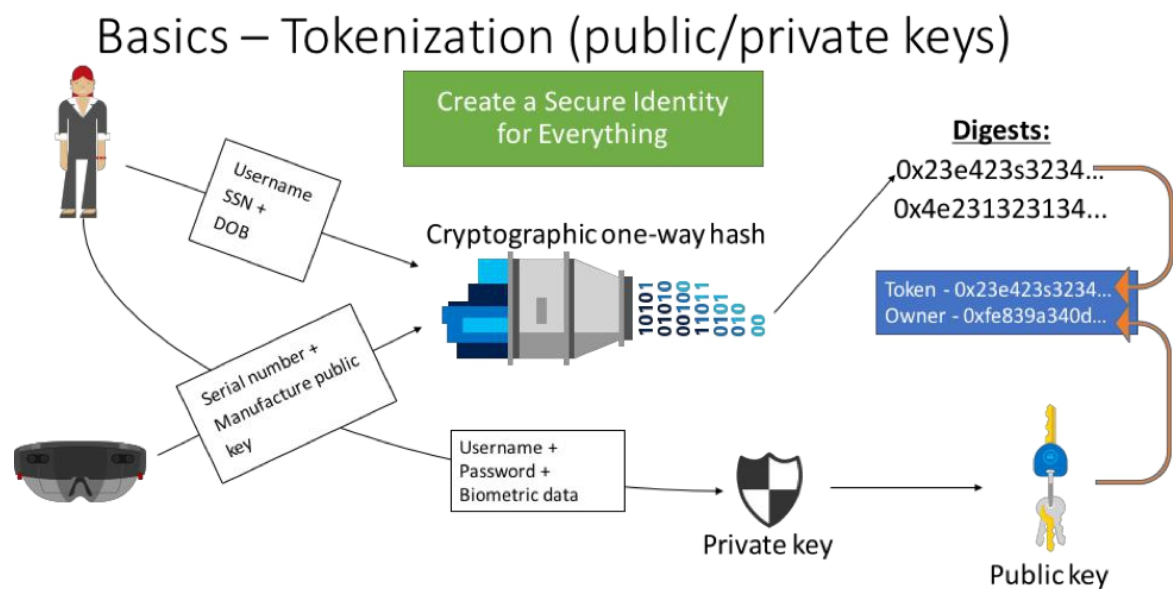 Basics – Tokenization (public/private keys)
Create a Secure Identity
for Everything
Digests:
0x23e423s3234...
0x4e231323134...
Username
SSN +
DOB
Cryptographic one-way hash
10101
01010
00100
11011
0101
010
00
Token - 0x23e423s3234...
Owner - 0xfe839a340d...
Serial number +
Manufacture public
key
Username +
Password +
Biometric data
Private key
Public key